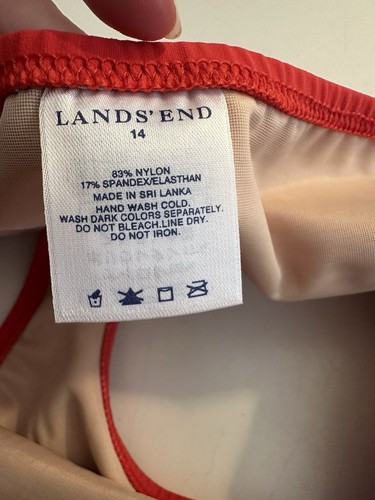 LANDS' END
14
83% NYLON
17% SPANDEX/ELASTHAN
MADE IN SRI LANKA
HAND WASH COLD.
WASH DARK COLORS SEPARATELY.
DO NOT BLEACH.LINE DRY.
DO NOT IRON.